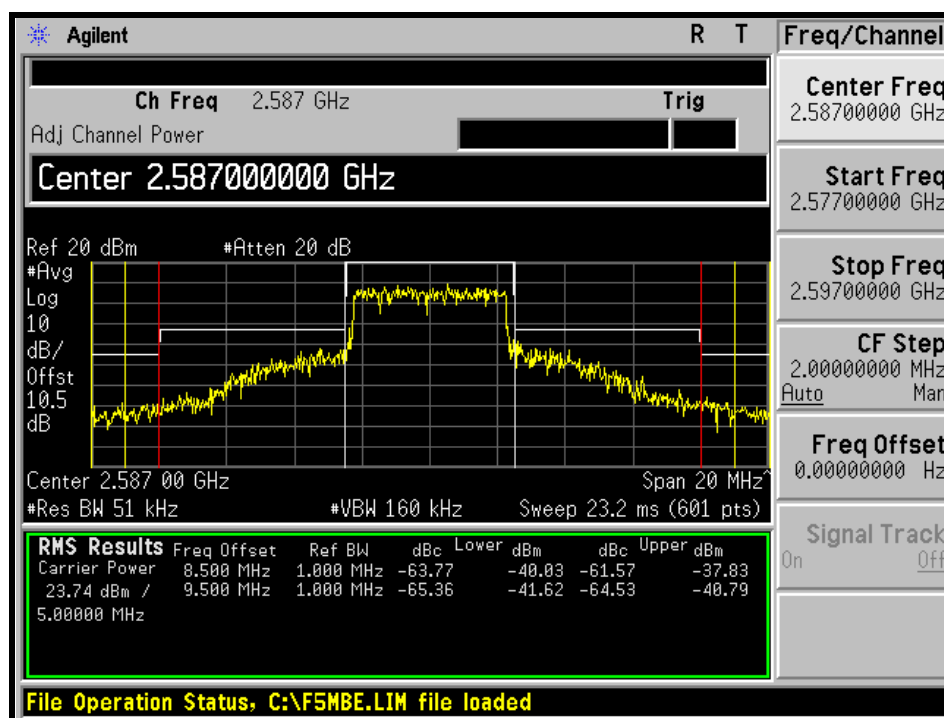 Agilent R T
Freq/Channel
Ch Freq 2.587 GHz Trig
Adj Channel Power
Center 2.587000000 GHz
Ref 20 dBm #Atten 20 dB
#Avg
Log
10
dB/
Offst
10.5
dB
Center 2.587 00 GHz Span 20 MHz^
#Res BW 51 kHz #VBW 160 kHz Sweep 23.2 ms (601 pts)
RMS Results Freq Offset Ref BW dBc Lower dBm dBc Upper dBm
Carrier Power 8.500 MHz 1.000 MHz -63.77 -40.03 -61.57 -37.83
23.74 dBm / 9.500 MHz 1.000 MHz -65.36 -41.62 -64.53 -40.79
5.00000 MHz
Center Freq
2.58700000 GHz
Start Freq
2.57700000 GHz
Stop Freq
2.59700000 GHz
CF Step
2.00000000 MHz
Auto Man
Freq Offset
0.00000000 Hz
Signal Track
On Off
File Operation Status, C:\F5MBE.LIM file loaded